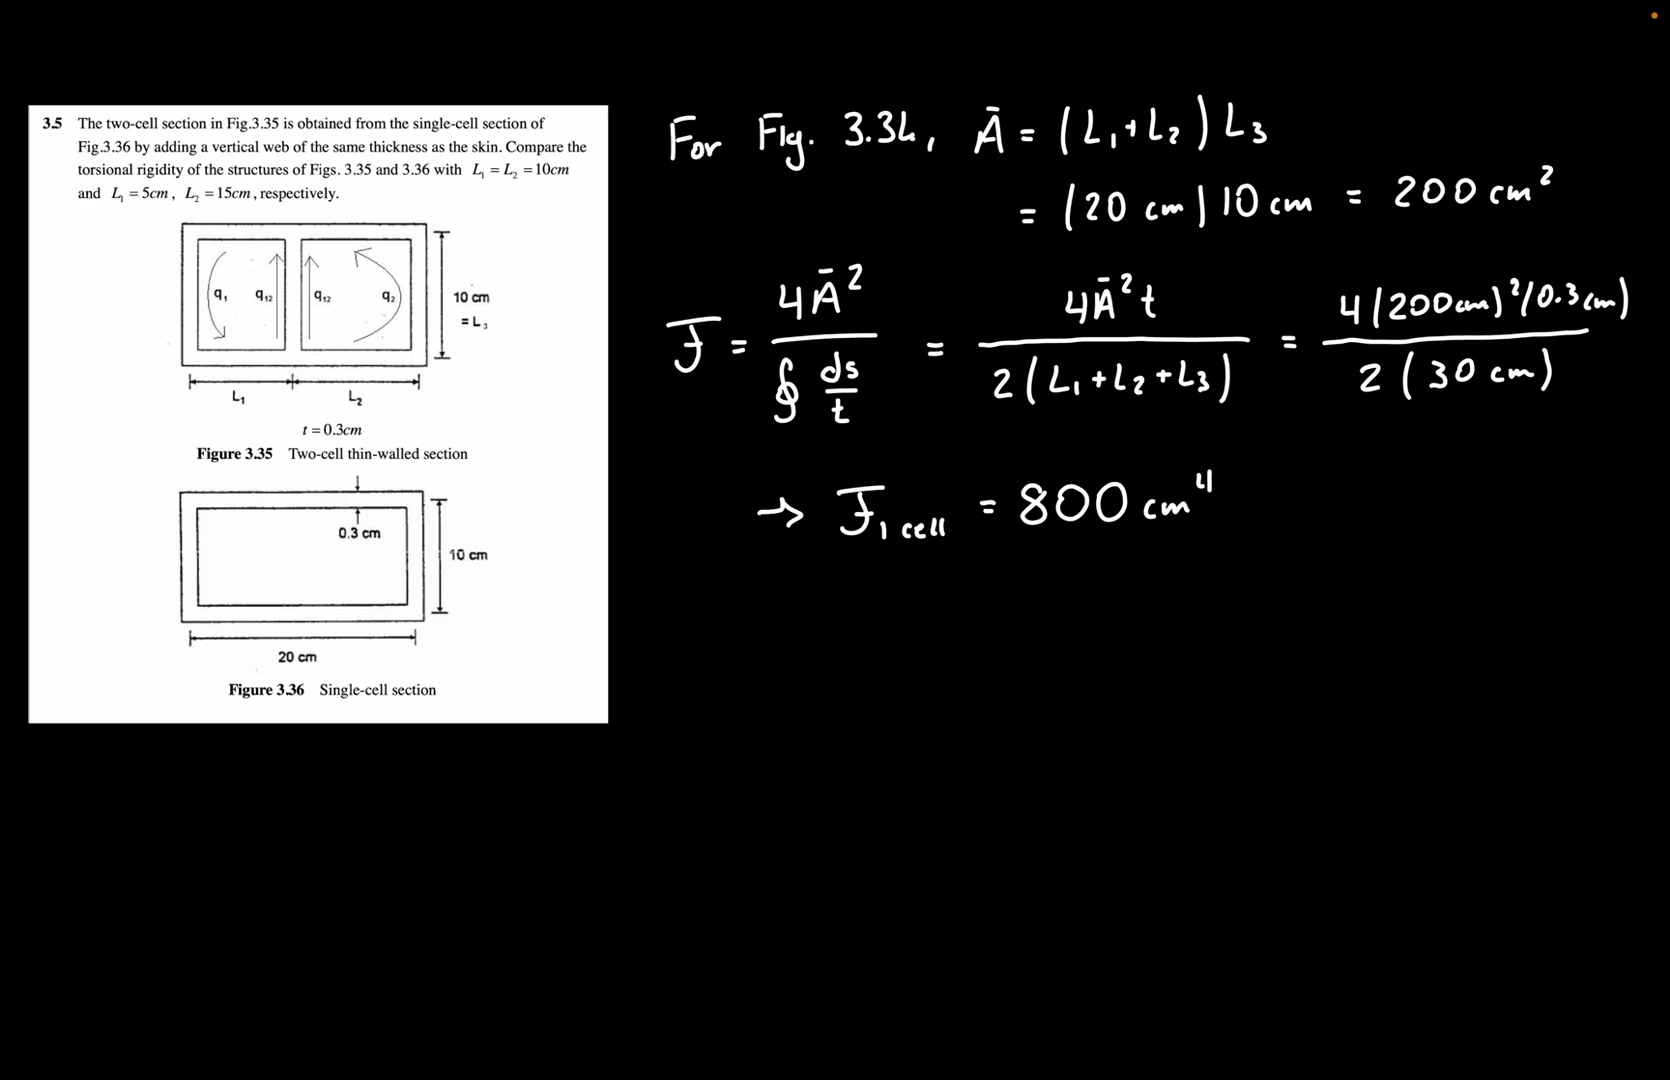 3.5 The two-cell section in Fig.3.35 is obtained from the single-cell section of
Fig.3.36 by adding a vertical web of the same thickness as the skin. Compare the
torsional rigidity of the structures of Figs. 3.35 and 3.36 with L₁ = L₂ = 10cm
and L₁ = 5cm, L₂ = 15cm, respectively.
q₁ q₁₂ q₁₂ q₂
10 cm
= L₃
L₁ L₂
t = 0.3cm
Figure 3.35 Two-cell thin-walled section
0.3 cm
10 cm
20 cm
Figure 3.36 Single-cell section
For Fig. 3.36, Ā = (L₁ + L₂) L₃
= (20 cm) 10 cm = 200 cm²
J = 4Ā² / ∮ ds/t = 4Ā²t / 2(L₁ + L₂ + L₃) = 4(200cm)²(0.3cm) / 2(30 cm)
→ J₁ cell = 800 cm⁴